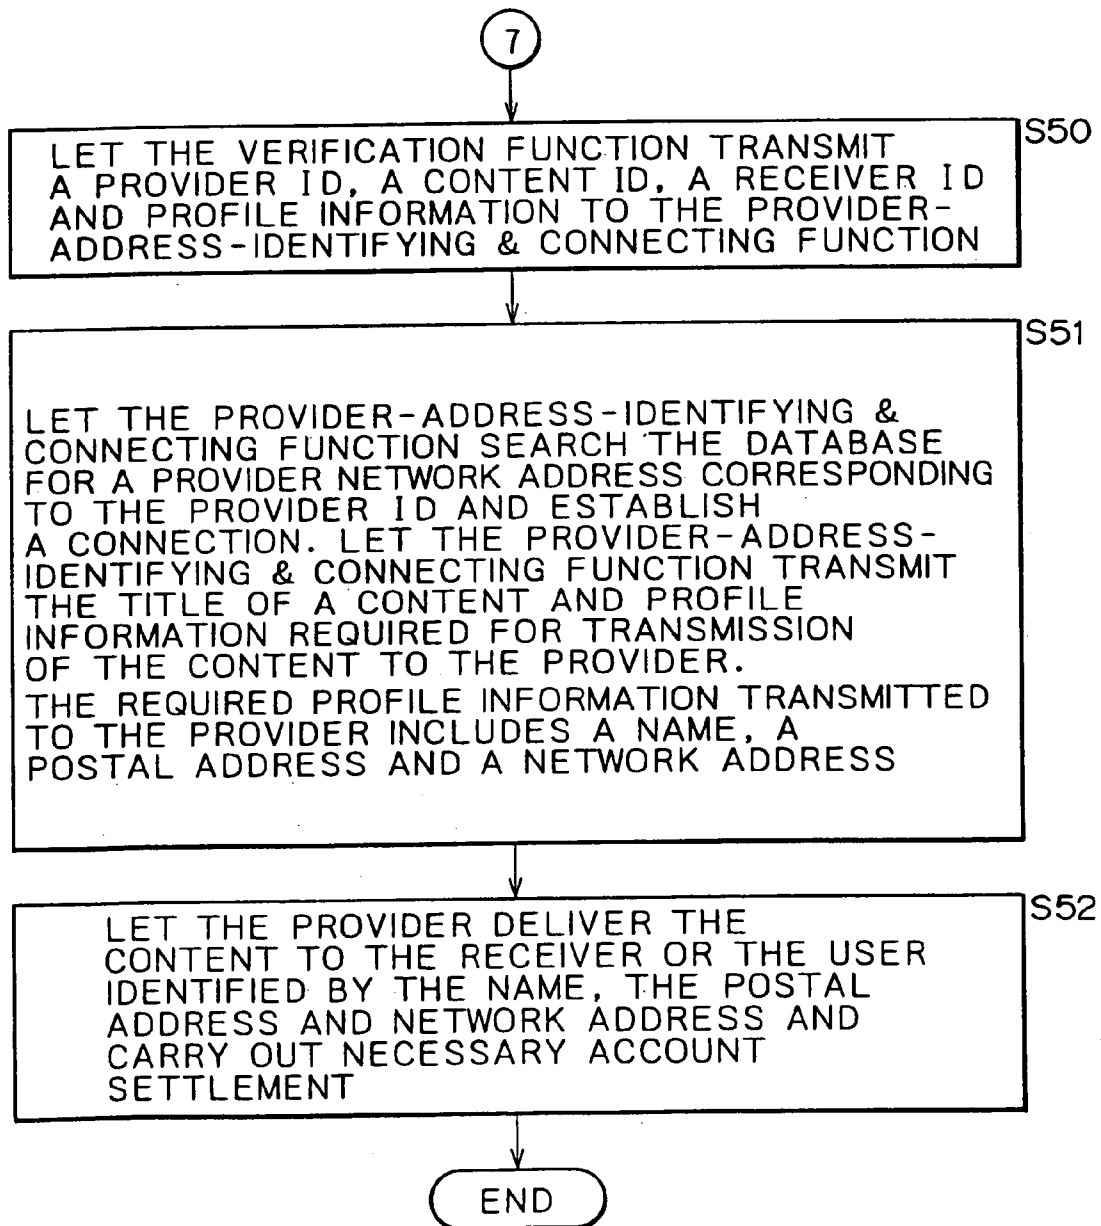 7
S50
LET THE VERIFICATION FUNCTION TRANSMIT
A PROVIDER ID, A CONTENT ID, A RECEIVER ID
AND PROFILE INFORMATION TO THE PROVIDER-
ADDRESS-IDENTIFYING & CONNECTING FUNCTION
S51
LET THE PROVIDER-ADDRESS-IDENTIFYING &
CONNECTING FUNCTION SEARCH THE DATABASE
FOR A PROVIDER NETWORK ADDRESS CORRESPONDING
TO THE PROVIDER ID AND ESTABLISH
A CONNECTION. LET THE PROVIDER-ADDRESS-
IDENTIFYING & CONNECTING FUNCTION TRANSMIT
THE TITLE OF A CONTENT AND PROFILE
INFORMATION REQUIRED FOR TRANSMISSION
OF THE CONTENT TO THE PROVIDER.
THE REQUIRED PROFILE INFORMATION TRANSMITTED
TO THE PROVIDER INCLUDES A NAME, A
POSTAL ADDRESS AND A NETWORK ADDRESS
S52
LET THE PROVIDER DELIVER THE
CONTENT TO THE RECEIVER OR THE USER
IDENTIFIED BY THE NAME, THE POSTAL
ADDRESS AND NETWORK ADDRESS AND
CARRY OUT NECESSARY ACCOUNT
SETTLEMENT
END